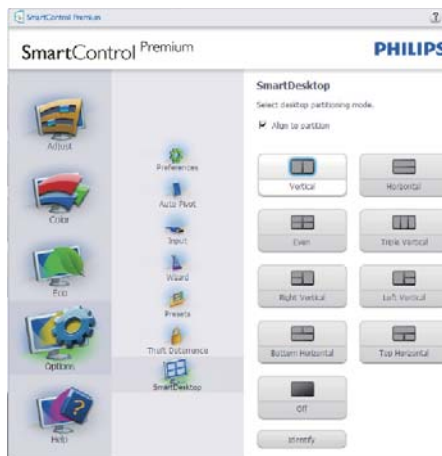 SmartControl Premium
?
SmartControl Premium
PHILIPS
Adjust
Color
Eco
Options
Help
Preferences
Auto Pivot
Input
Wizard
Presets
Theft Deterrence
SmartDesktop
SmartDesktop
Select desktop partitioning mode.
Align to partition
Vertical
Horizontal
Even
Triple Vertical
Right Vertical
Left Vertical
Bottom Horizontal
Top Horizontal
Off
Identify